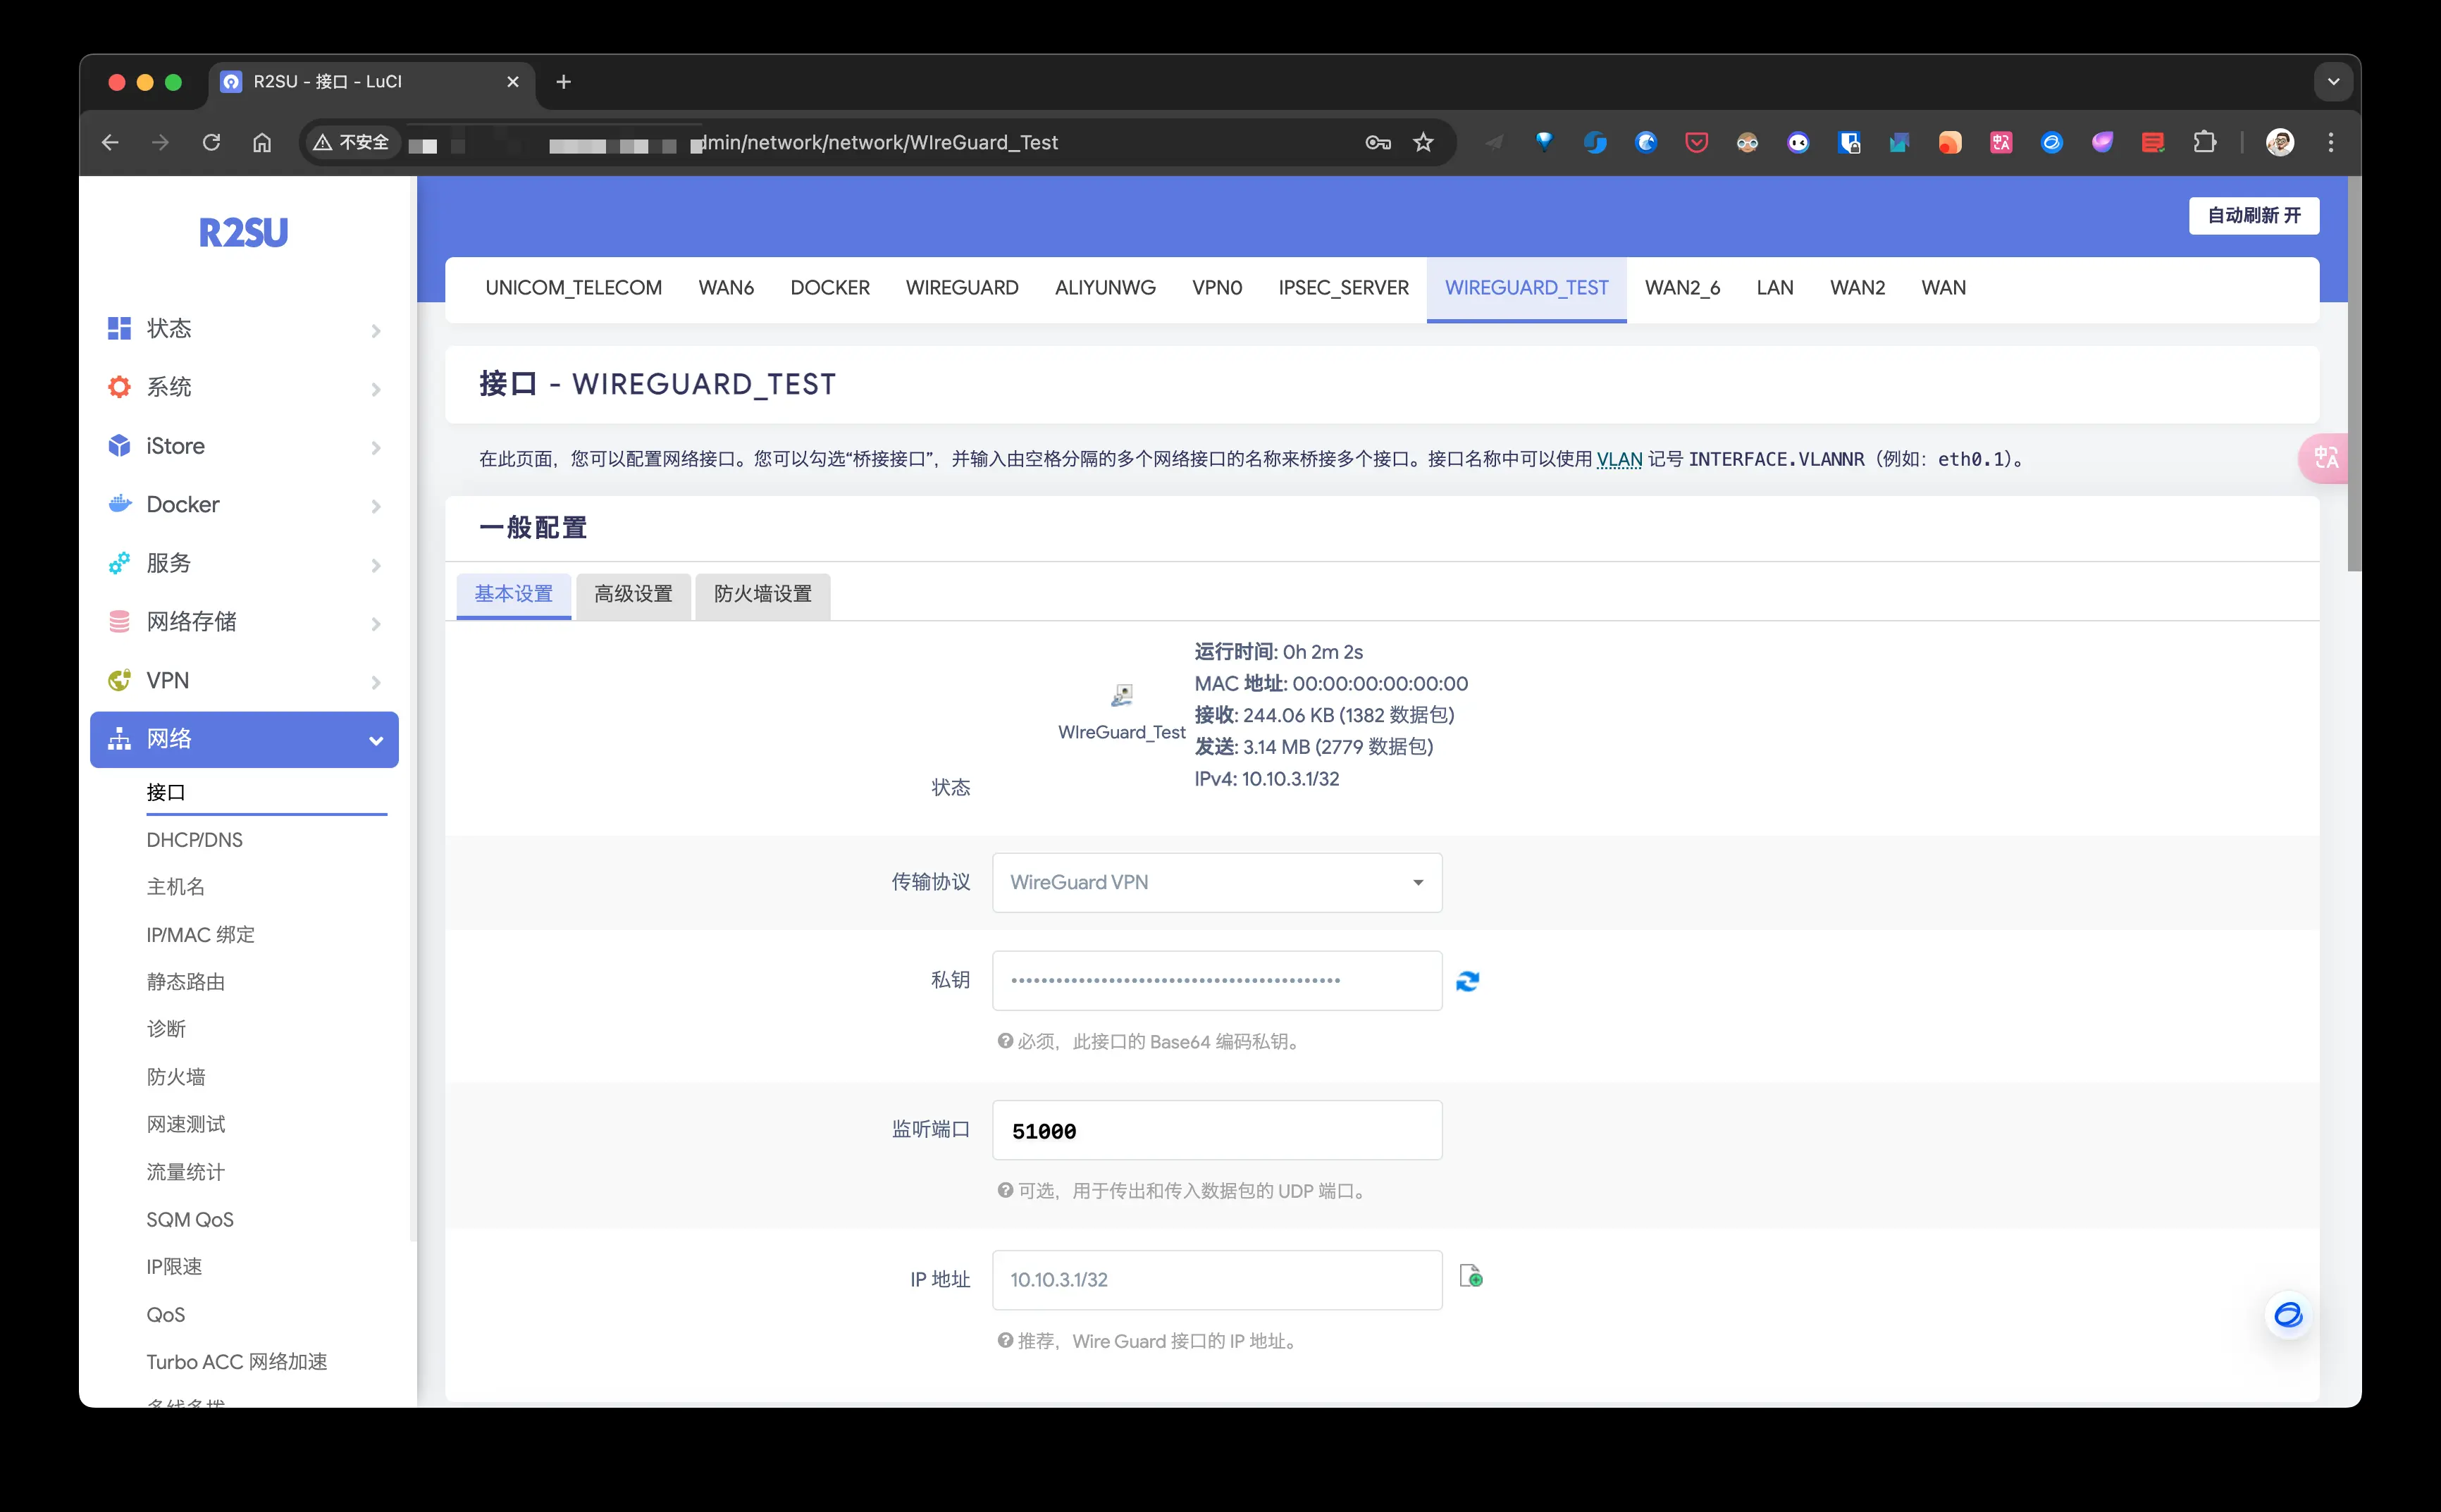 R2SU - 接口 - LuCI
不安全
dmin/network/network/WIreGuard_Test
R2SU
自动刷新 开
UNICOM_TELECOM WAN6 DOCKER WIREGUARD ALIYUNWG VPN0 IPSEC_SERVER WIREGUARD_TEST WAN2_6 LAN WAN2 WAN
接口 - WIREGUARD_TEST
在此页面，您可以配置网络接口。您可以勾选“桥接接口”，并输入由空格分隔的多个网络接口的名称来桥接多个接口。接口名称中可以使用 VLAN 记号 INTERFACE.VLANNR（例如：eth0.1）。
状态
系统
iStore
Docker
服务
网络存储
VPN
网络
接口
DHCP/DNS
主机名
IP/MAC 绑定
静态路由
诊断
防火墙
网速测试
流量统计
SQM QoS
IP限速
QoS
Turbo ACC 网络加速
多线多拨
一般配置
基本设置 高级设置 防火墙设置
状态
WIreGuard_Test
运行时间: 0h 2m 2s
MAC 地址: 00:00:00:00:00:00
接收: 244.06 KB (1382 数据包)
发送: 3.14 MB (2779 数据包)
IPv4: 10.10.3.1/32
传输协议 WireGuard VPN
私钥
必须，此接口的 Base64 编码私钥。
监听端口 51000
可选，用于传出和传入数据包的 UDP 端口。
IP 地址 10.10.3.1/32
推荐，Wire Guard 接口的 IP 地址。